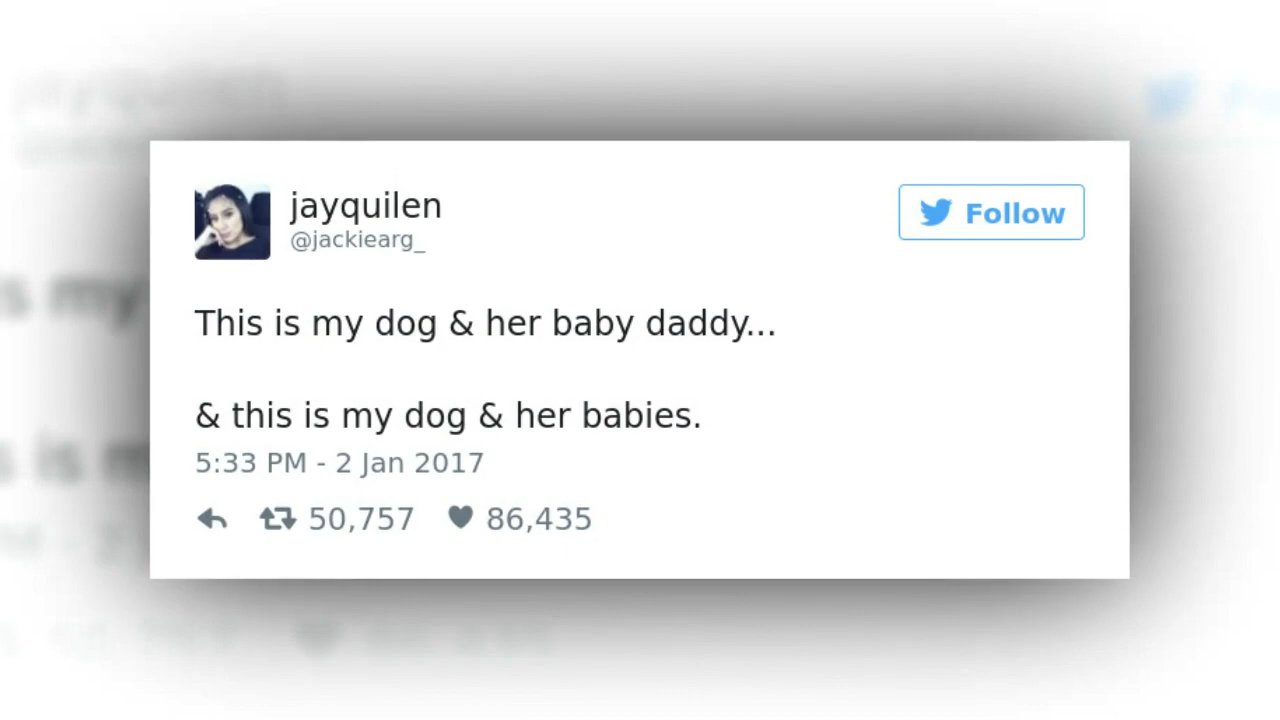 jayquilen
@jackiearg_
Follow
This is my dog & her baby daddy...
& this is my dog & her babies.
5:33 PM - 2 Jan 2017
50,757 86,435